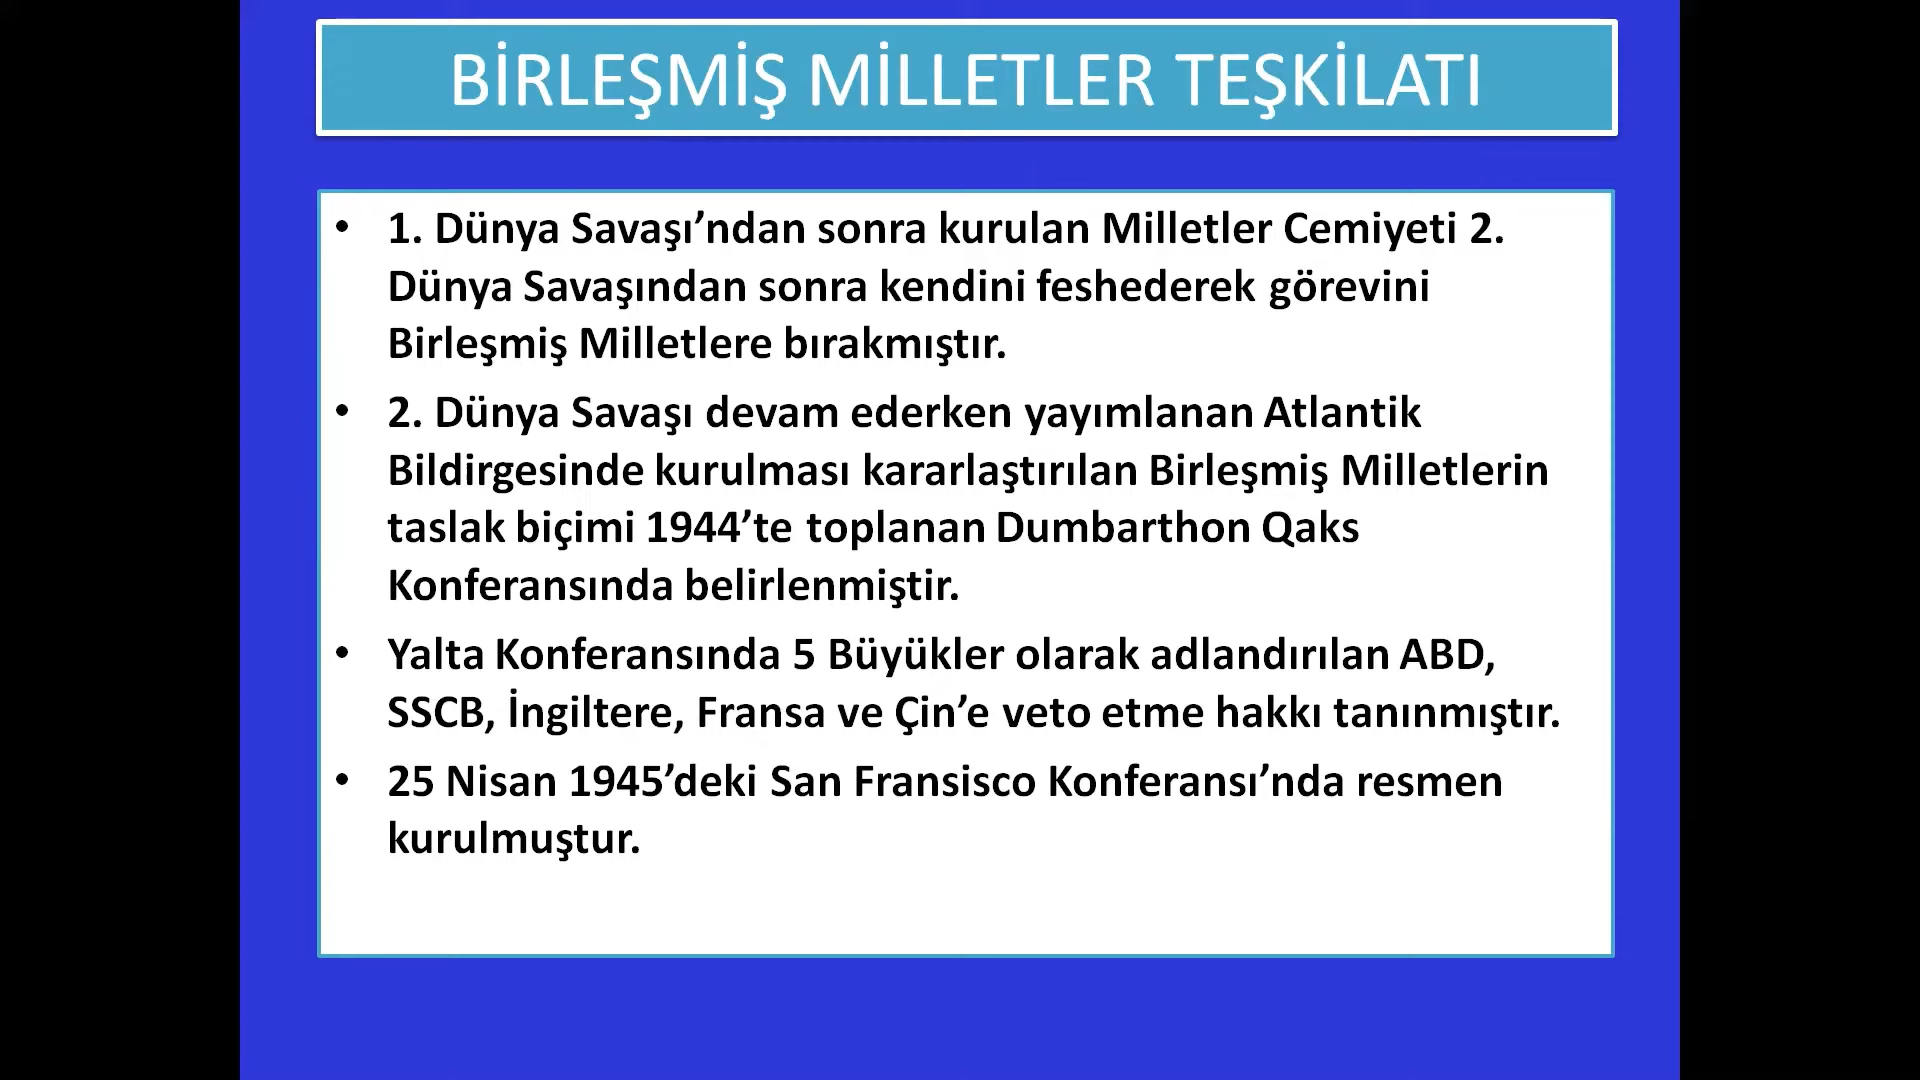 BİRLEŞMİŞ MİLLETLER TEŞKİLATI
• 1. Dünya Savaşı’ndan sonra kurulan Milletler Cemiyeti 2.
Dünya Savaşından sonra kendini feshederek görevini
Birleşmiş Milletlere bırakmıştır.
• 2. Dünya Savaşı devam ederken yayımlanan Atlantik
Bildirgesinde kurulması kararlaştırılan Birleşmiş Milletlerin
taslak biçimi 1944’te toplanan Dumbarthon Qaks
Konferansında belirlenmiştir.
• Yalta Konferansında 5 Büyükler olarak adlandırılan ABD,
SSCB, İngiltere, Fransa ve Çin’e veto etme hakkı tanınmıştır.
• 25 Nisan 1945’deki San Fransisco Konferansı’nda resmen
kurulmuştur.